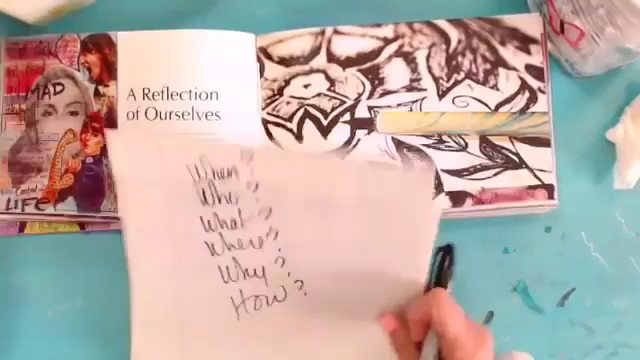 MAD
LIFE
A Reflection
of Ourselves
When?
Who?
What?
Where?
Why?
How?